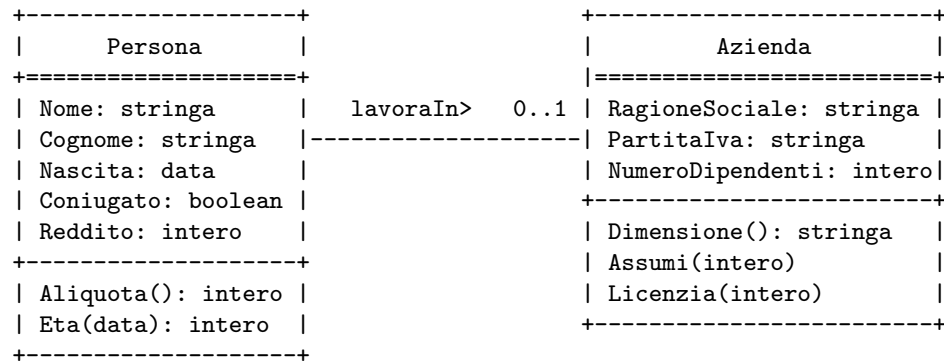 Persona
Nome: stringa
Cognome: stringa
Nascita: data
Coniugato: boolean
Reddito: intero
Aliquota(): intero
Eta(data): intero
lavoraIn> 0..1
Azienda
RagioneSociale: stringa
PartitaIva: stringa
NumeroDipendenti: intero
Dimensione(): stringa
Assumi(intero)
Licenzia(intero)